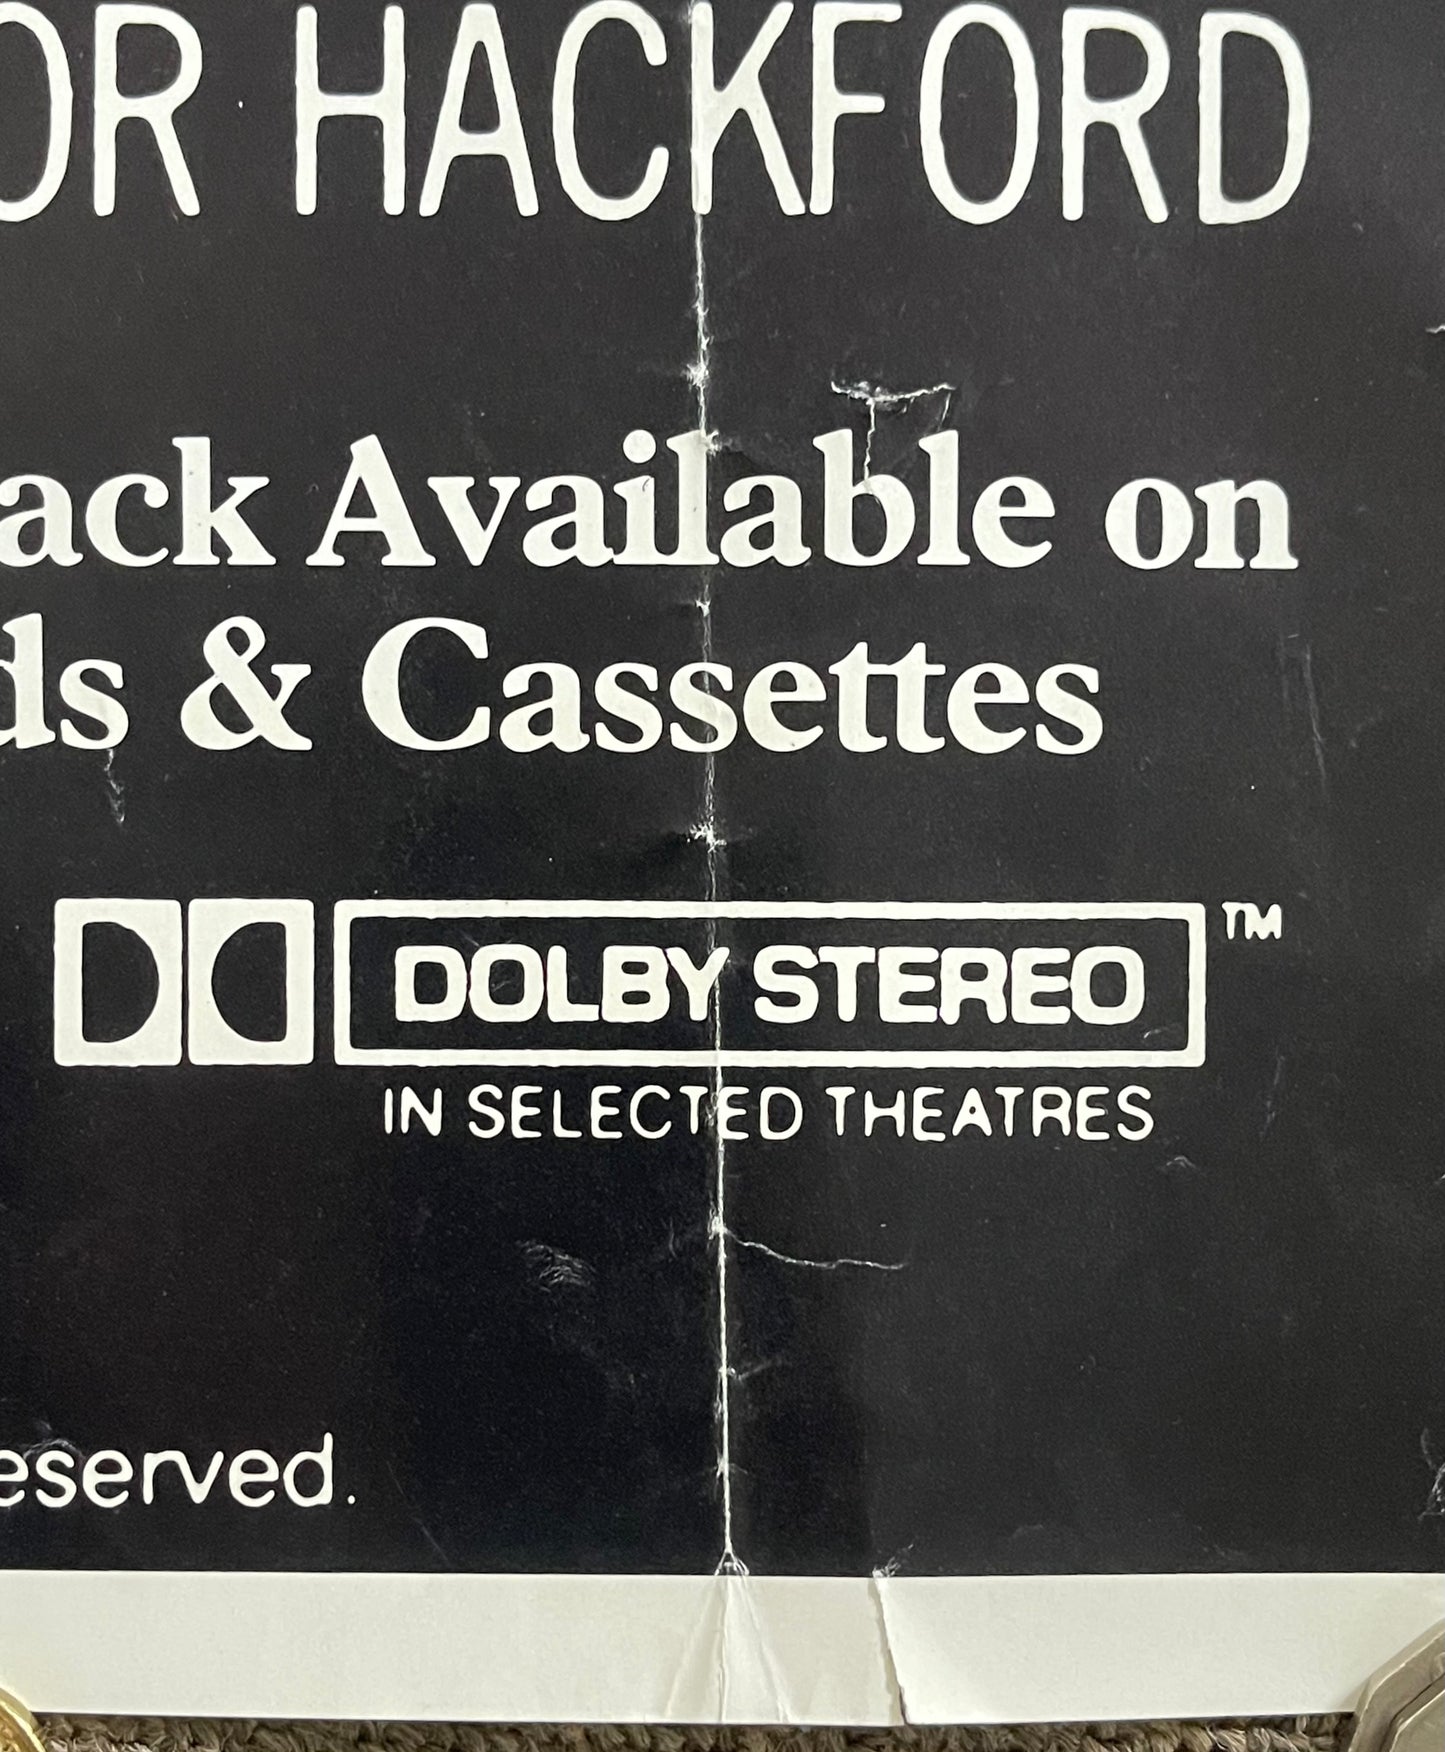 OR HACKFORD
ack Available on
ds & Cassettes
DOLBY STEREO TM
IN SELECTED THEATRES
eserved.